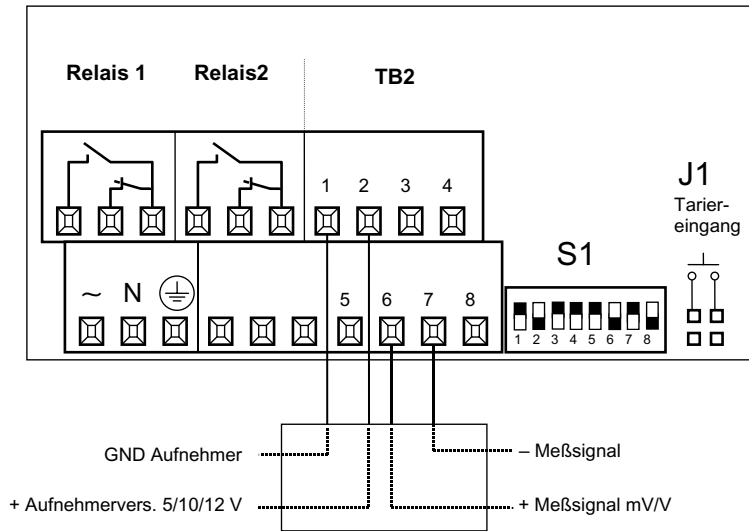 Relais 1 Relais2 TB2
1 2 3 4
J1
Tarier-
eingang
S1
~ N
5 6 7 8
1 2 3 4 5 6 7 8
GND Aufnehmer
– Meßsignal
+ Aufnehmervers. 5/10/12 V
+ Meßsignal mV/V